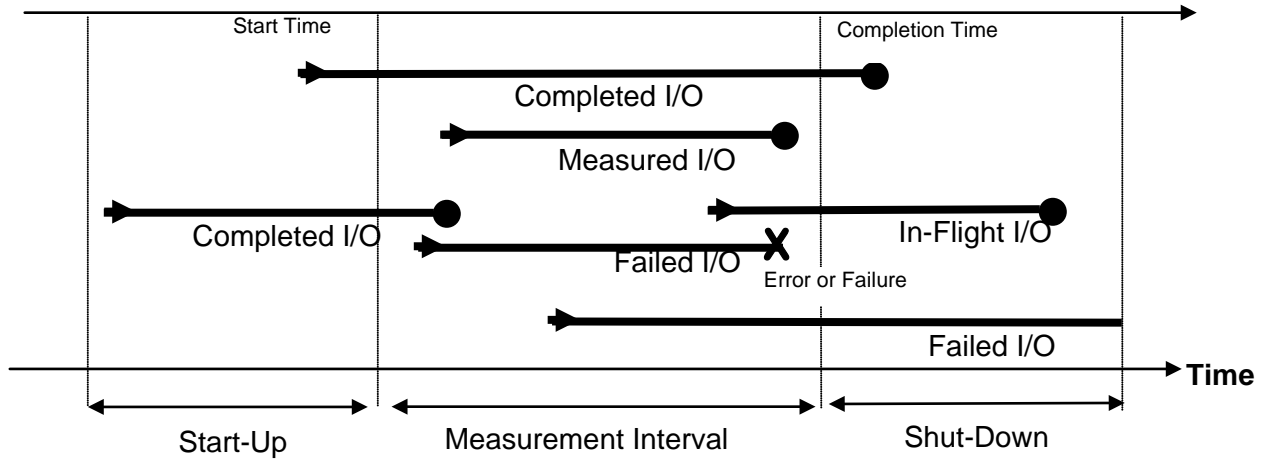 Start Time
Completion Time
Completed I/O
Measured I/O
Completed I/O
In-Flight I/O
Failed I/O
Error or Failure
Failed I/O
Time
Start-Up
Measurement Interval
Shut-Down